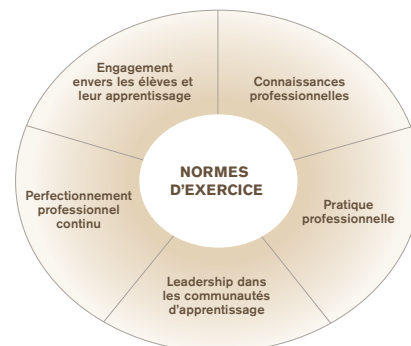 Engagement
envers les élèves et
leur apprentissage
Connaissances
professionnelles
NORMES
D'EXERCICE
Perfectionnement
professionnel
continu
Pratique
professionnelle
Leadership dans
les communautés
d'apprentissage